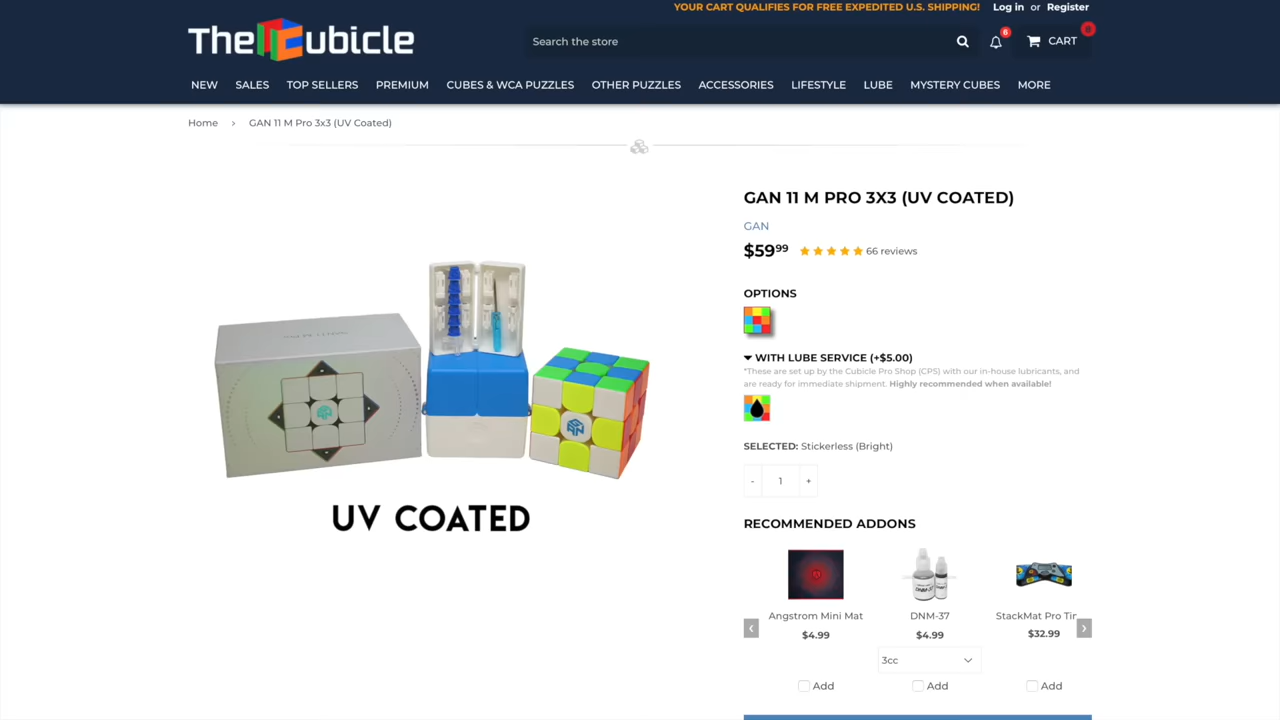 YOUR CART QUALIFIES FOR FREE EXPEDITED U.S. SHIPPING! Log in or Register
TheCubicle
Search the store
6
CART
NEW SALES TOP SELLERS PREMIUM CUBES & WCA PUZZLES OTHER PUZZLES ACCESSORIES LIFESTYLE LUBE MYSTERY CUBES MORE
Home › GAN 11 M Pro 3x3 (UV Coated)
GAN 11 M PRO 3X3 (UV COATED)
GAN
$59.99 66 reviews
OPTIONS
WITH LUBE SERVICE (+$5.00)
*These are set up by the Cubicle Pro Shop (CPS) with our in-house lubricants, and
are ready for immediate shipment. Highly recommended when available!
SELECTED: Stickerless (Bright)
- 1 +
GAN
UV COATED
RECOMMENDED ADDONS
DNM-37
Angstrom Mini Mat DNM-37 StackMat Pro Tir
‹ $4.99 $4.99 $32.99 ›
3cc
Add Add Add